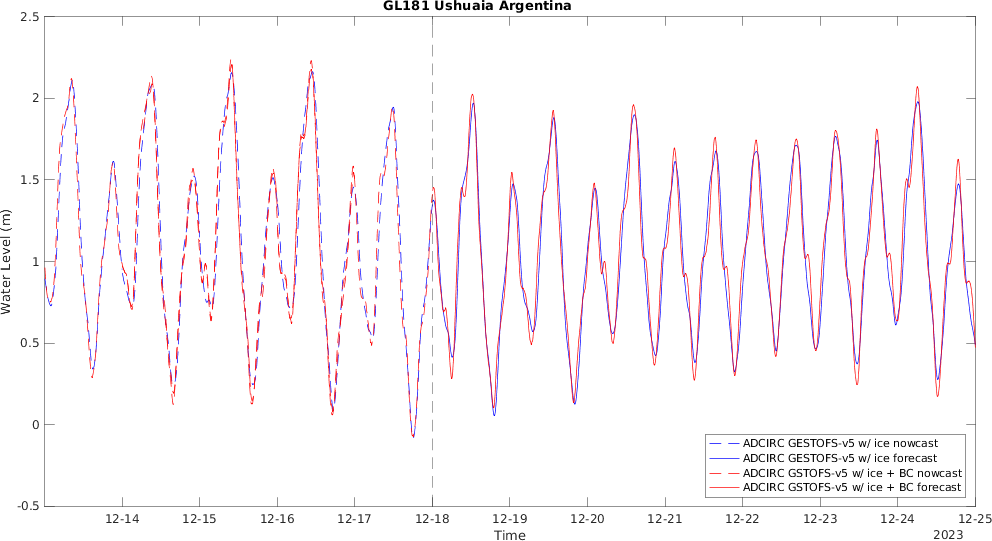 GL181 Ushuaia Argentina
2.5
2
1.5
1
0.5
0
-0.5
Water Level (m)
ADCIRC GESTOFS-v5 w/ ice nowcast
ADCIRC GESTOFS-v5 w/ ice forecast
ADCIRC GSTOFS-v5 w/ ice + BC nowcast
ADCIRC GSTOFS-v5 w/ ice + BC forecast
12-14 12-15 12-16 12-17 12-18 12-19 12-20 12-21 12-22 12-23 12-24 12-25
Time
2023